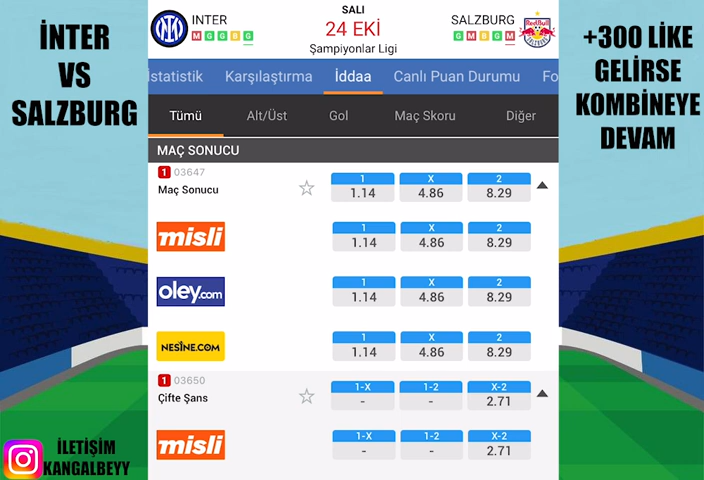 İNTER
VS
SALZBURG
INTER
M G G B G
SALI
24 EKİ
Şampiyonlar Ligi
SALZBURG
G M B G M
RedBull
SALZBURG
+300 LİKE
GELİRSE
KOMBİNEYE
DEVAM
istatistik Karşılaştırma İddaa Canlı Puan Durumu Fo
Tümü Alt/Üst Gol Maç Skoru Diğer
MAÇ SONUCU
1 03647
Maç Sonucu
1 X 2
1.14 4.86 8.29
misli
1 X 2
1.14 4.86 8.29
oley.com
1 X 2
1.14 4.86 8.29
NESİNE.COM
1 X 2
1.14 4.86 8.29
1 03650
Çifte Şans
1-X 1-2 X-2
- - 2.71
misli
1-X 1-2 X-2
- - 2.71
İLETİŞİM
KANGALBEYY